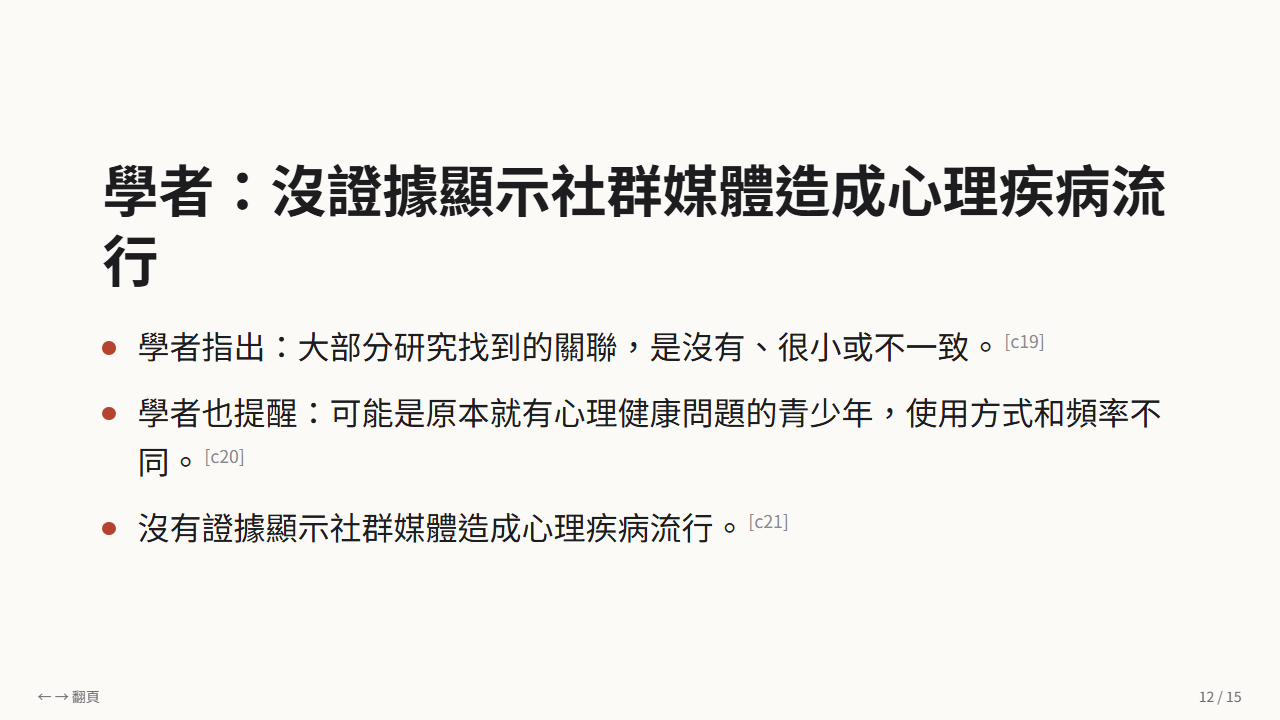 學者：沒證據顯示社群媒體造成心理疾病流
行
學者指出：大部分研究找到的關聯，是沒有、很小或不一致。[c19]
學者也提醒：可能是原本就有心理健康問題的青少年，使用方式和頻率不
同。[c20]
沒有證據顯示社群媒體造成心理疾病流行。[c21]
←→ 翻頁
12 / 15